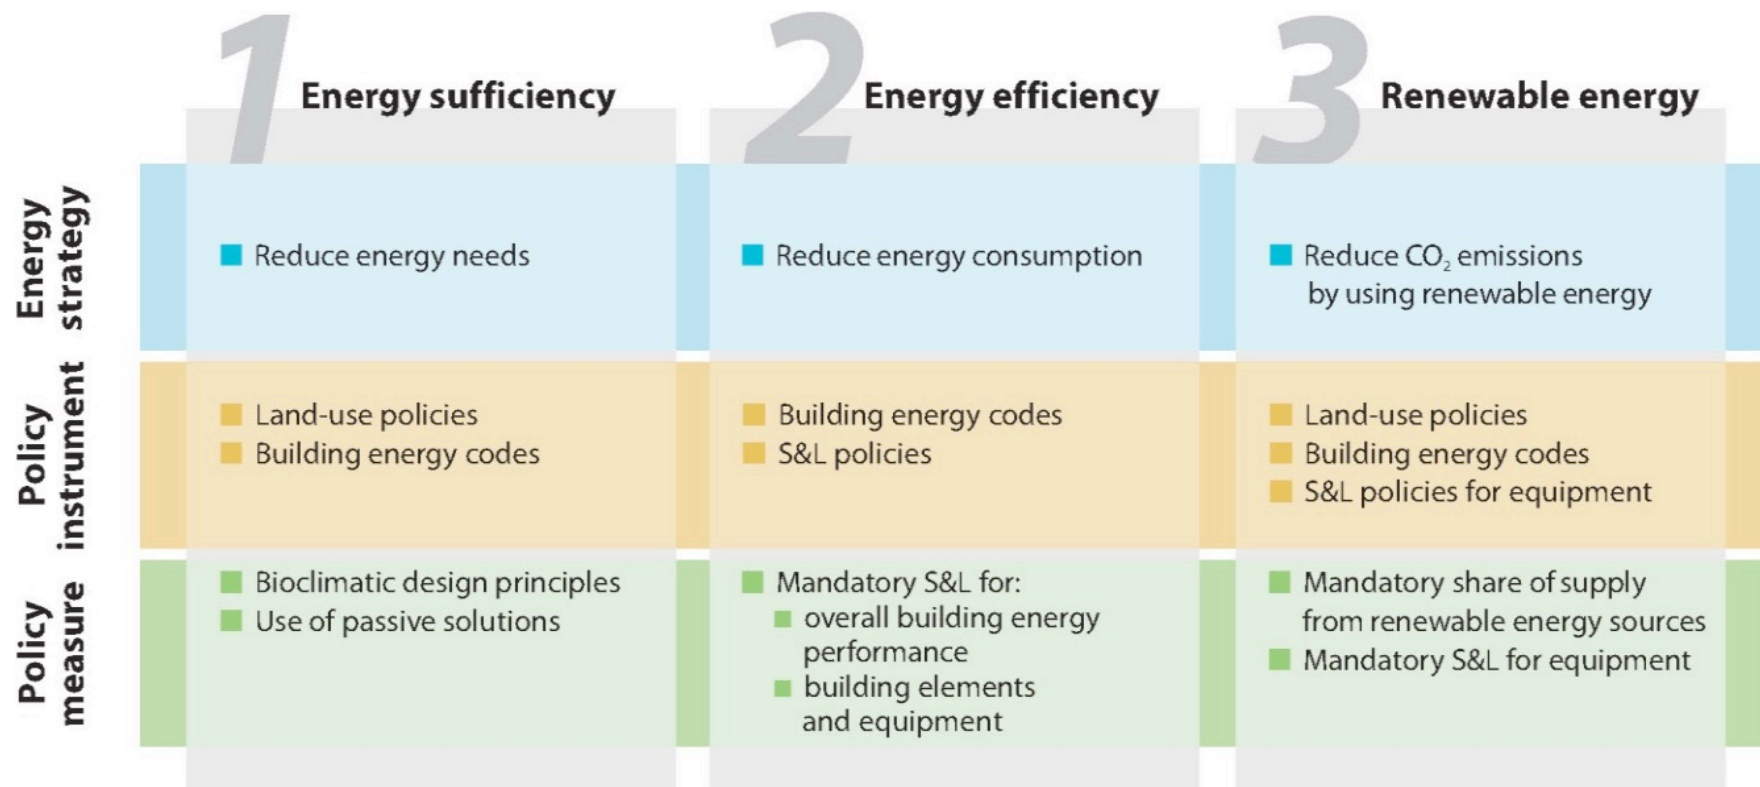 1 Energy sufficiency
2 Energy efficiency
3 Renewable energy
Energy
strategy
Reduce energy needs
Reduce energy consumption
Reduce CO₂ emissions
by using renewable energy
Policy
instrument
Land-use policies
Building energy codes
Building energy codes
S&L policies
Land-use policies
Building energy codes
S&L policies for equipment
Policy
measure
Bioclimatic design principles
Use of passive solutions
Mandatory S&L for:
overall building energy
performance
building elements
and equipment
Mandatory share of supply
from renewable energy sources
Mandatory S&L for equipment